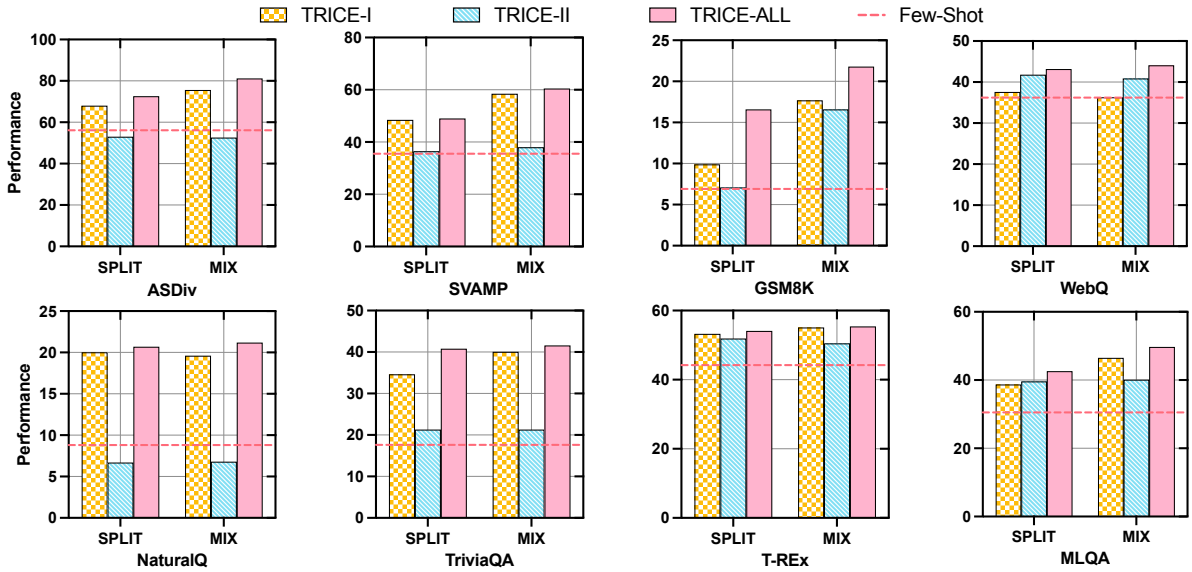 TRICE-I TRICE-II TRICE-ALL Few-Shot
Performance
100
80
60
40
20
0
SPLIT MIX
ASDiv
80
60
40
20
0
SPLIT MIX
SVAMP
25
20
15
10
5
0
SPLIT MIX
GSM8K
50
40
30
20
10
0
SPLIT MIX
WebQ
Performance
25
20
15
10
5
0
SPLIT MIX
NaturalQ
50
40
30
20
10
0
SPLIT MIX
TriviaQA
60
40
20
0
SPLIT MIX
T-REx
60
40
20
0
SPLIT MIX
MLQA